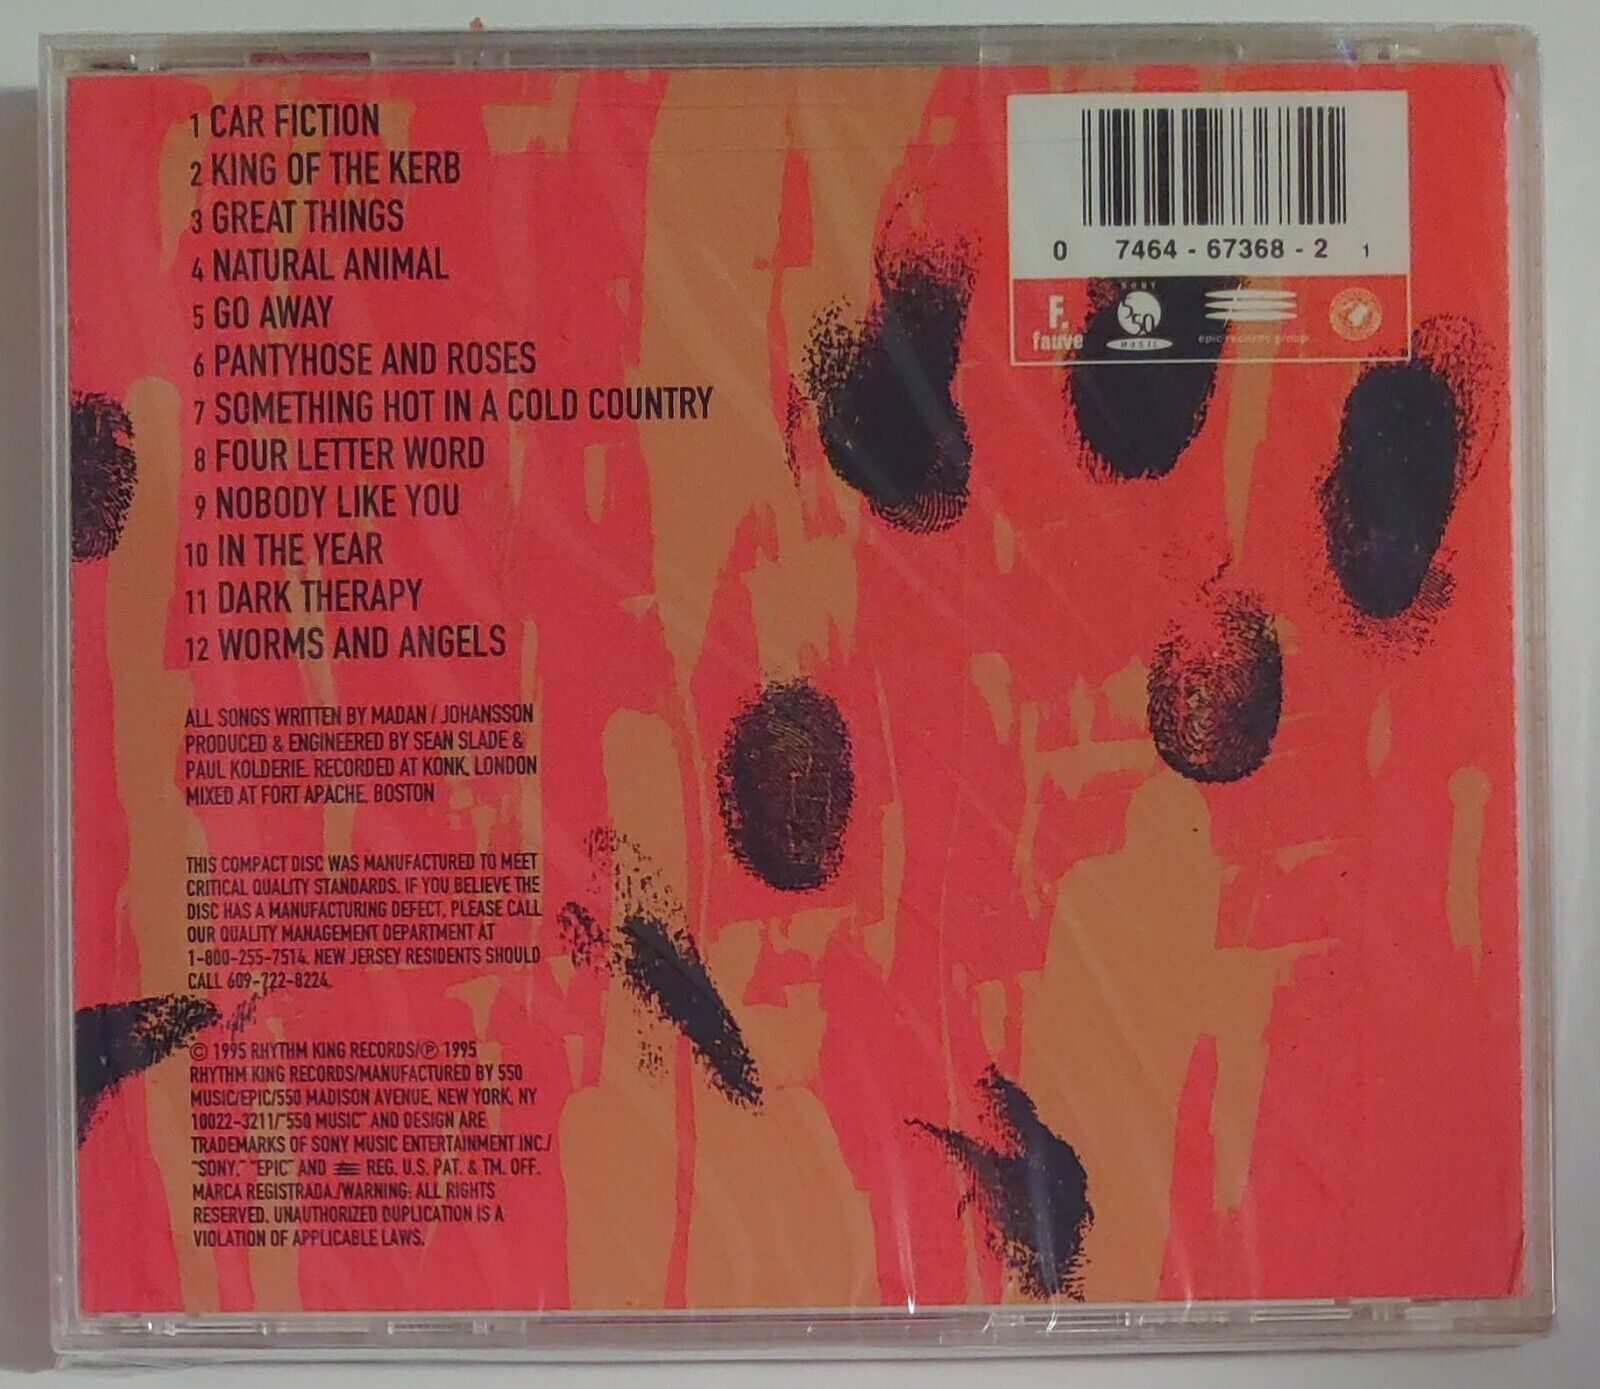 1 CAR FICTION
2 KING OF THE KERB
3 GREAT THINGS
4 NATURAL ANIMAL
5 GO AWAY
6 PANTYHOSE AND ROSES
7 SOMETHING HOT IN A COLD COUNTRY
8 FOUR LETTER WORD
9 NOBODY LIKE YOU
10 IN THE YEAR
11 DARK THERAPY
12 WORMS AND ANGELS
ALL SONGS WRITTEN BY MADAN / JOHANSSON
PRODUCED & ENGINEERED BY SEAN SLADE &
PAUL KOLDERIE. RECORDED AT KONK, LONDON
MIXED AT FORT APACHE, BOSTON
THIS COMPACT DISC WAS MANUFACTURED TO MEET
CRITICAL QUALITY STANDARDS. IF YOU BELIEVE THE
DISC HAS A MANUFACTURING DEFECT, PLEASE CALL
OUR QUALITY MANAGEMENT DEPARTMENT AT
1-800-255-7514. NEW JERSEY RESIDENTS SHOULD
CALL 609-722-8224.
© 1995 RHYTHM KING RECORDS/℗ 1995
RHYTHM KING RECORDS/MANUFACTURED BY 550
MUSIC/EPIC/550 MADISON AVENUE, NEW YORK, NY
10022-3211/"550 MUSIC" AND DESIGN ARE
TRADEMARKS OF SONY MUSIC ENTERTAINMENT INC./
"SONY," "EPIC" AND REG. U.S. PAT. & TM. OFF.
MARCA REGISTRADA./WARNING: ALL RIGHTS
RESERVED. UNAUTHORIZED DUPLICATION IS A
VIOLATION OF APPLICABLE LAWS.
0 7464 - 67368 - 2 1
F.
fauve
SONY
550
MUSIC
epic records group